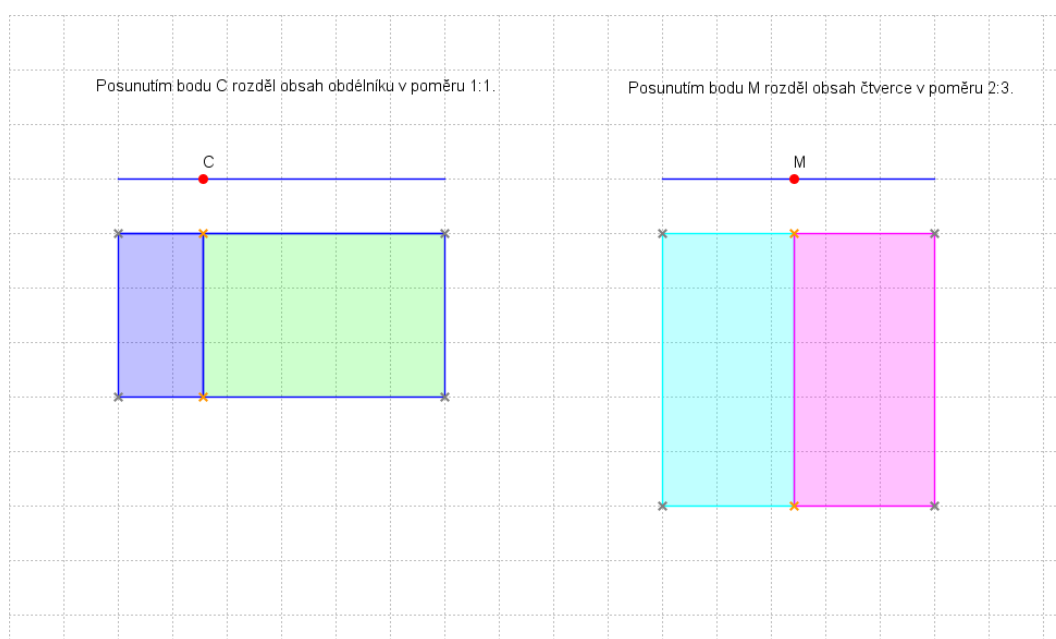 Posunutím bodu C rozděl obsah obdélníku v poměru 1:1.
Posunutím bodu M rozděl obsah čtverce v poměru 2:3.
C
M